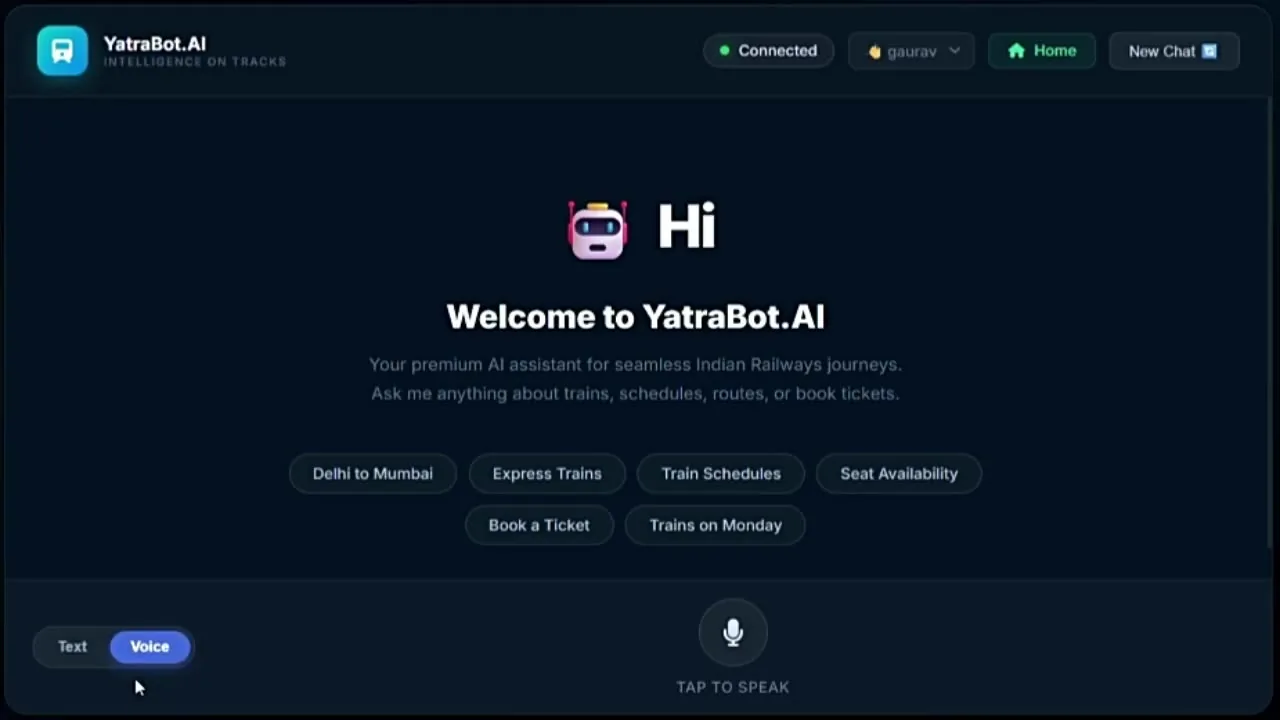 YatraBot.AI
INTELLIGENCE ON TRACKS
Connected
gaurav
Home
New Chat
Hi
Welcome to YatraBot.AI
Your premium AI assistant for seamless Indian Railways journeys.
Ask me anything about trains, schedules, routes, or book tickets.
Delhi to Mumbai
Express Trains
Train Schedules
Seat Availability
Book a Ticket
Trains on Monday
Text
Voice
TAP TO SPEAK